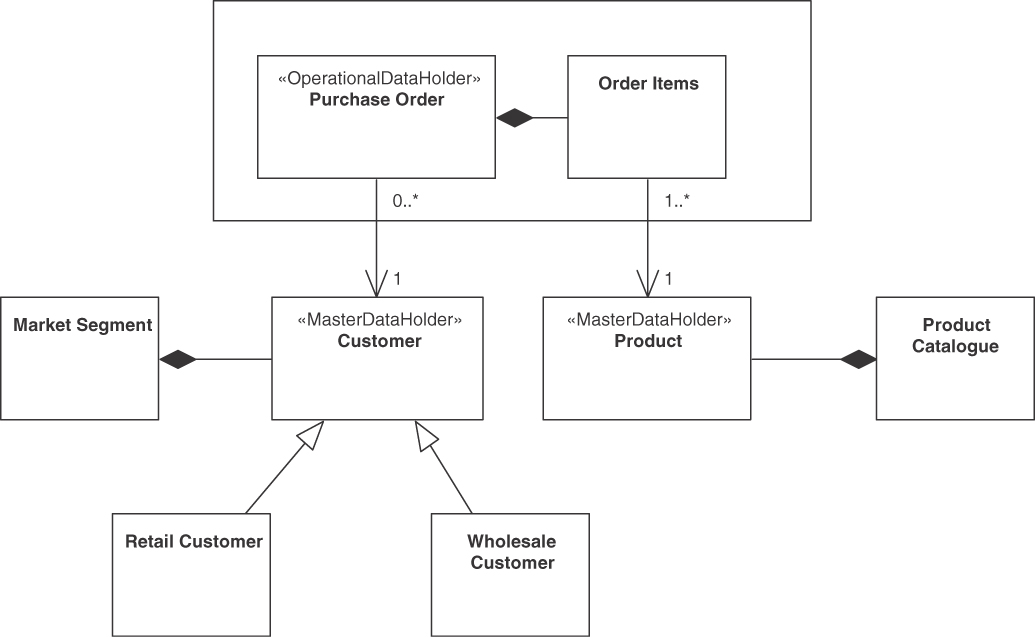 «OperationalDataHolder»
Purchase Order
Order Items
0..*
1..*
1
1
Market Segment
«MasterDataHolder»
Customer
«MasterDataHolder»
Product
Product
Catalogue
Retail Customer
Wholesale
Customer